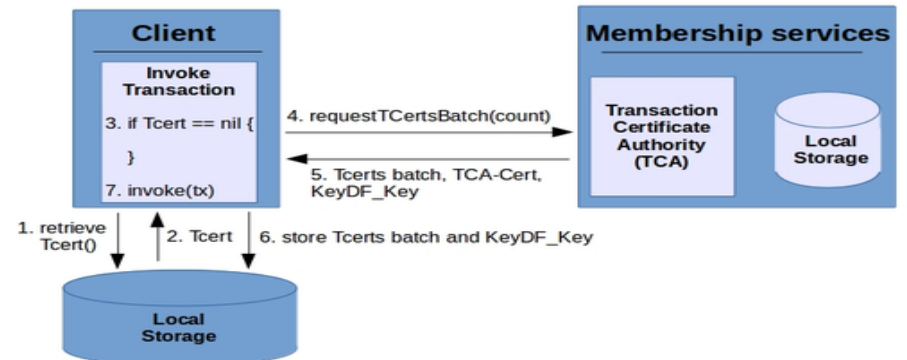 Client
Invoke
Transaction
3. if Tcert == nil {
}
7. invoke(tx)
4. requestTCertsBatch(count)
5. Tcerts batch, TCA-Cert,
KeyDF_Key
Membership services
Transaction
Certificate
Authority
(TCA)
Local
Storage
1. retrieve
Tcert()
2. Tcert
6. store Tcerts batch and KeyDF_Key
Local
Storage